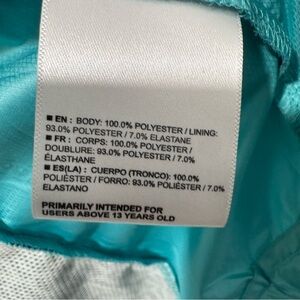 ■ EN : BODY: 100.0% POLYESTER / LINING:
93.0% POLYESTER / 7.0% ELASTANE
■ FR : CORPS: 100.0% POLYESTER /
DOUBLURE: 93.0% POLYESTER / 7.0%
ÉLASTHANE
■ ES(LA) : CUERPO (TRONCO): 100.0%
POLIÉSTER / FORRO: 93.0% POLIÉSTER / 7.0%
ELASTANO
PRIMARILY INTENDED FOR
USERS ABOVE 13 YEARS OLD